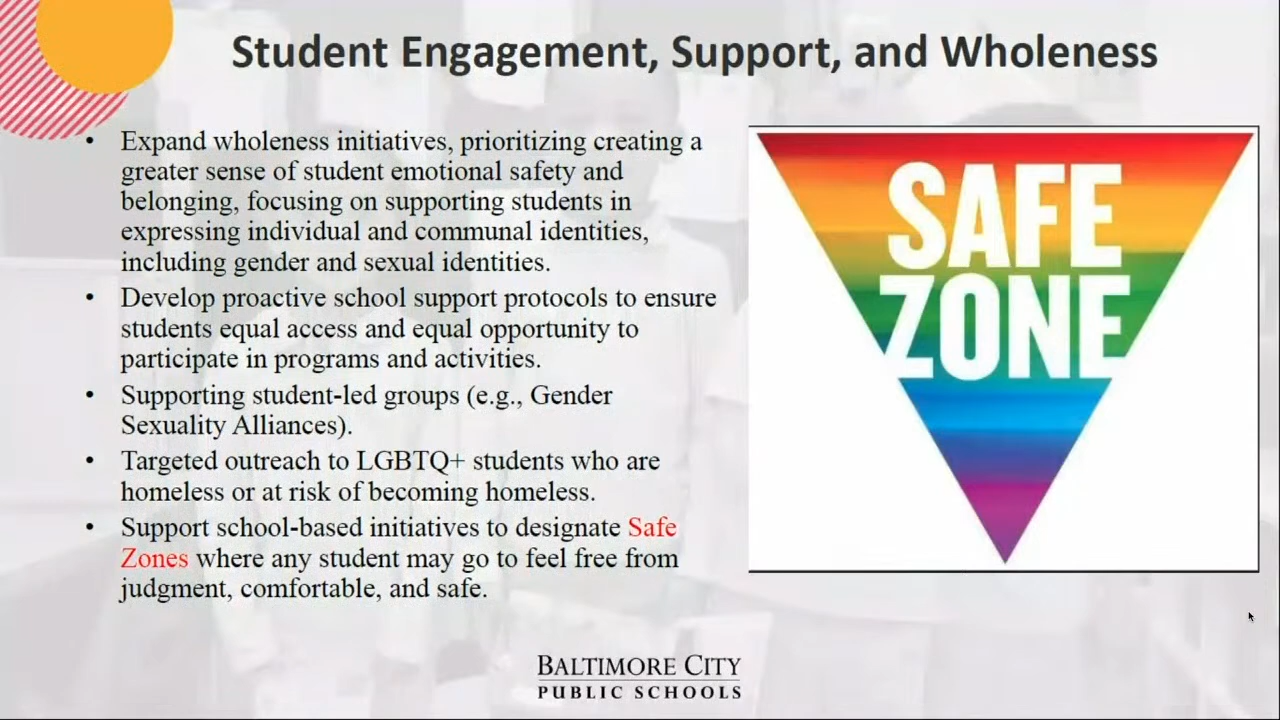 Student Engagement, Support, and Wholeness
• Expand wholeness initiatives, prioritizing creating a
greater sense of student emotional safety and
belonging, focusing on supporting students in
expressing individual and communal identities,
including gender and sexual identities.
• Develop proactive school support protocols to ensure
students equal access and equal opportunity to
participate in programs and activities.
• Supporting student-led groups (e.g., Gender
Sexuality Alliances).
• Targeted outreach to LGBTQ+ students who are
homeless or at risk of becoming homeless.
• Support school-based initiatives to designate Safe
Zones where any student may go to feel free from
judgment, comfortable, and safe.
SAFE
ZONE
BALTIMORE CITY
PUBLIC SCHOOLS